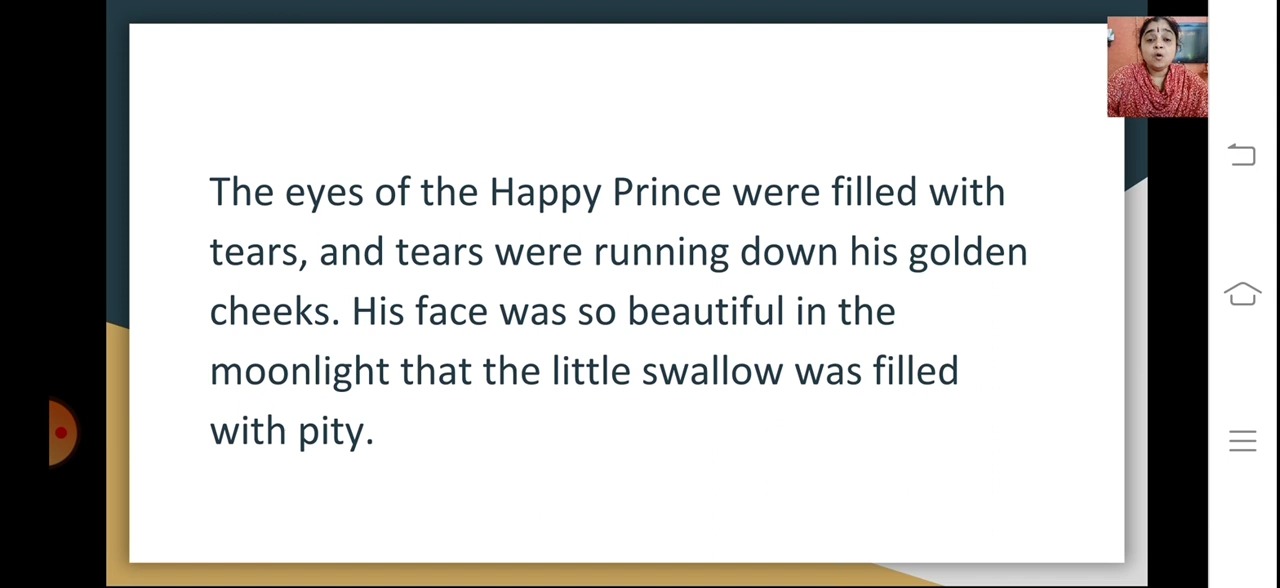 The eyes of the Happy Prince were filled with
tears, and tears were running down his golden
cheeks. His face was so beautiful in the
moonlight that the little swallow was filled
with pity.